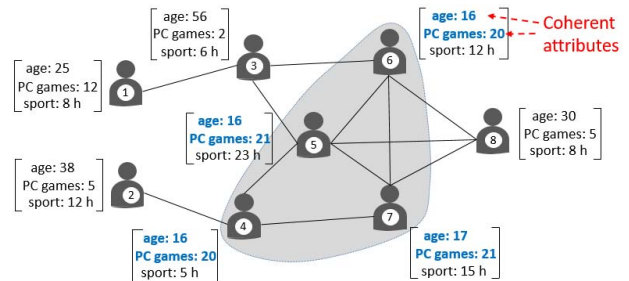 age: 56
PC games: 2
sport: 6 h
age: 16
PC games: 20
sport: 12 h
Coherent
attributes
age: 25
PC games: 12
sport: 8 h
1
3
6
age: 16
PC games: 21
sport: 23 h
5
8
age: 30
PC games: 5
sport: 8 h
age: 38
PC games: 5
sport: 12 h
2
4
7
age: 16
PC games: 20
sport: 5 h
age: 17
PC games: 21
sport: 15 h